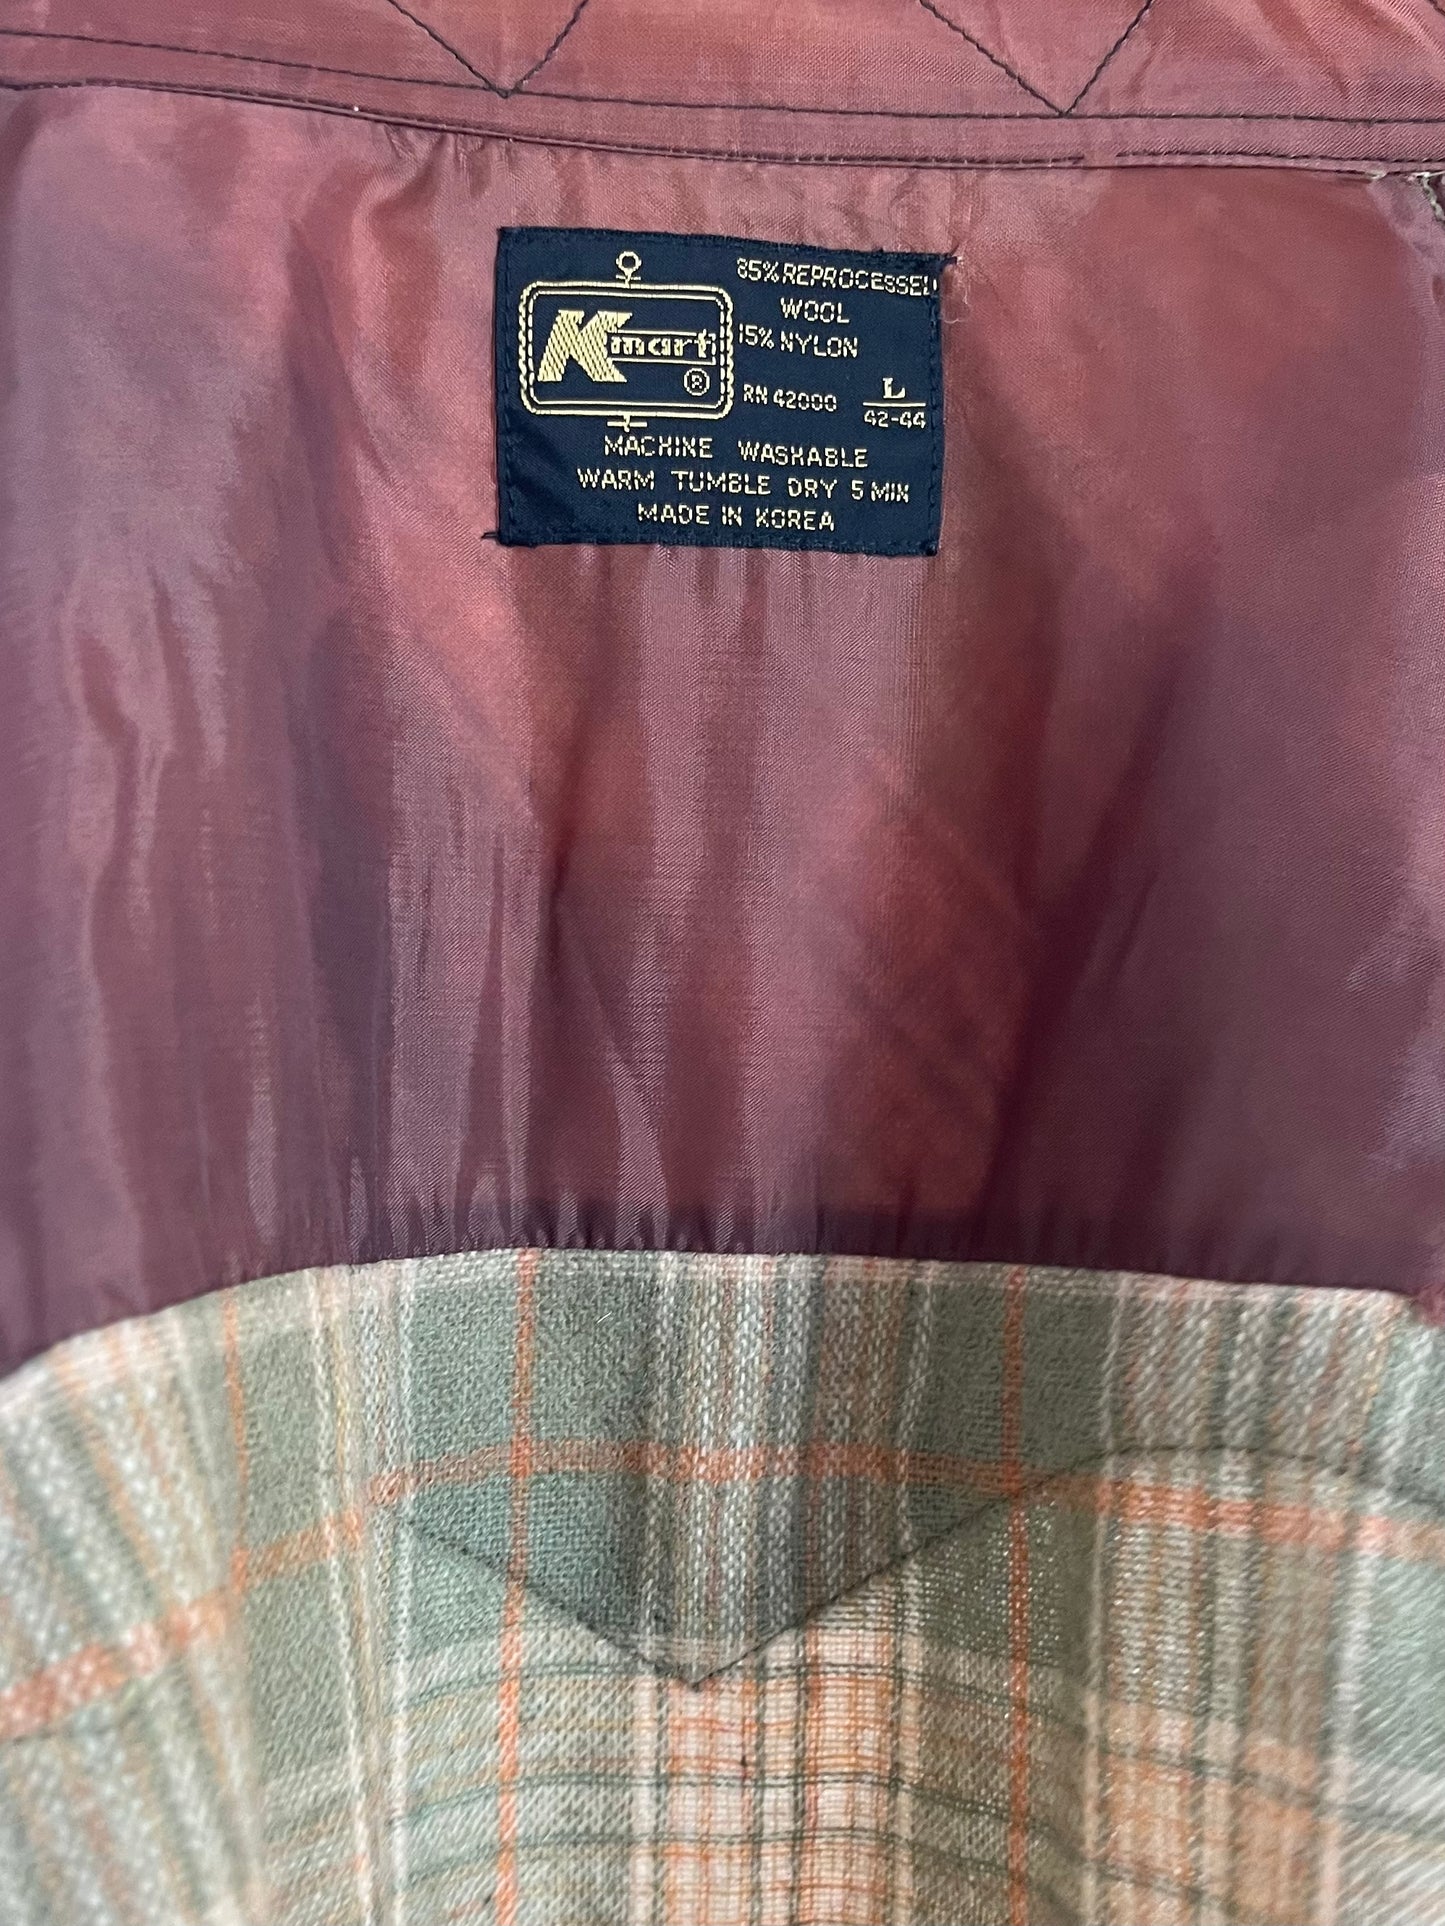 Kmart
®
85% REPROCESSED
WOOL
15% NYLON
RN 42000
L
42-44
MACHINE WASHABLE
WARM TUMBLE DRY 5 MIN
MADE IN KOREA